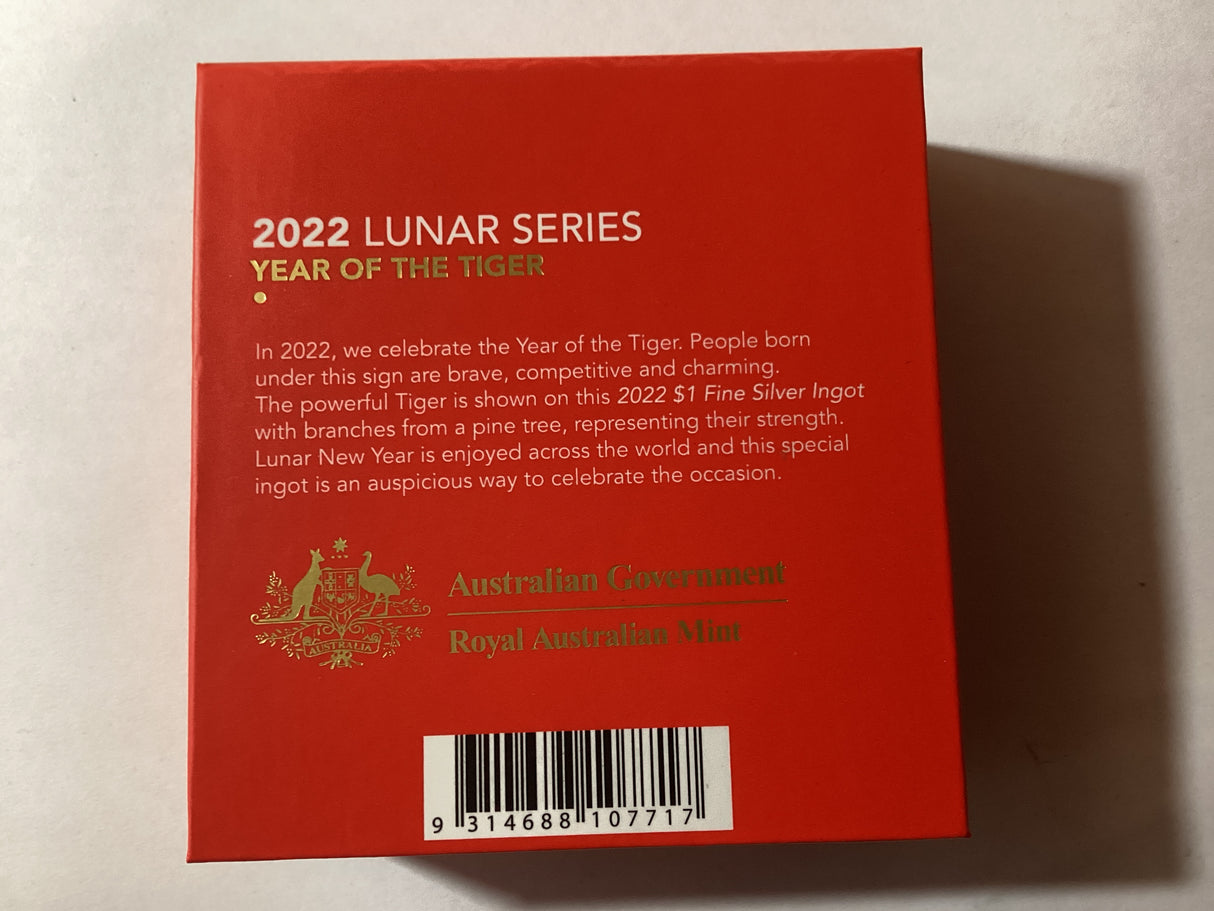 2022 LUNAR SERIES
YEAR OF THE TIGER
In 2022, we celebrate the Year of the Tiger. People born
under this sign are brave, competitive and charming.
The powerful Tiger is shown on this 2022 $1 Fine Silver Ingot
with branches from a pine tree, representing their strength.
Lunar New Year is enjoyed across the world and this special
ingot is an auspicious way to celebrate the occasion.
Australian Government
Royal Australian Mint
AUSTRALIA
9 314688 107717